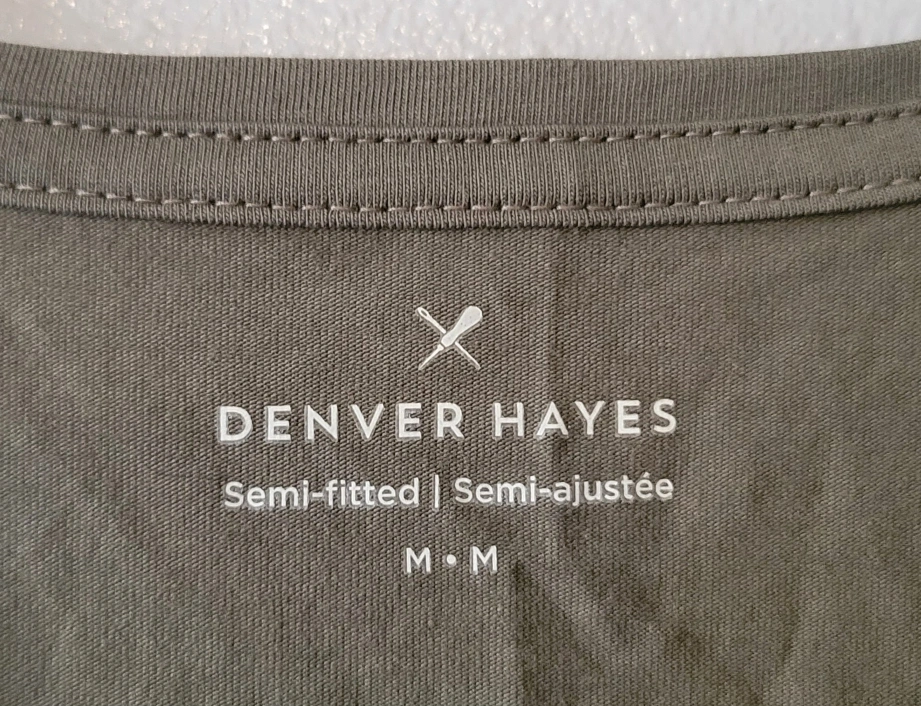 DENVER HAYES
Semi-fitted | Semi-ajustée
M • M